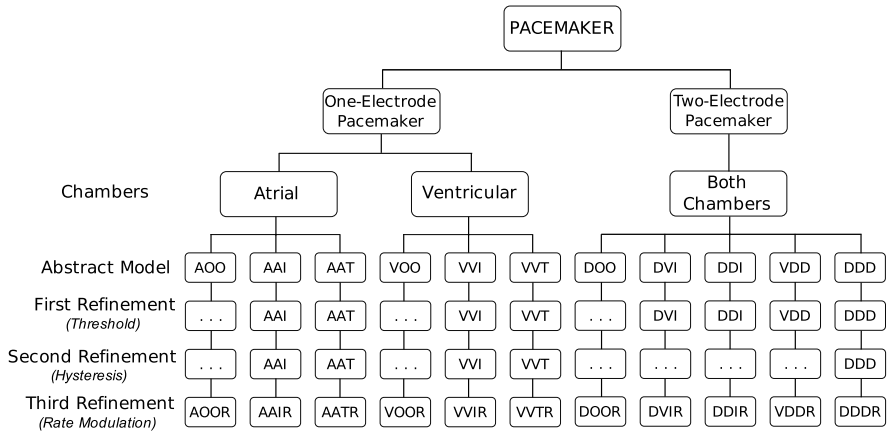 PACEMAKER
One-Electrode
Pacemaker
Two-Electrode
Pacemaker
Chambers
Atrial
Ventricular
Both
Chambers
Abstract Model AOO AAI AAT VOO VVI VVT DOO DVI DDI VDD DDD
First Refinement
(Threshold)
. . . AAI AAT . . . VVI VVT . . . DVI DDI VDD DDD
Second Refinement
(Hysteresis)
. . . AAI AAT . . . VVI VVT . . . . . . . . . . . . DDD
Third Refinement
(Rate Modulation)
AOOR AAIR AATR VOOR VVIR VVTR DOOR DVIR DDIR VDDR DDDR